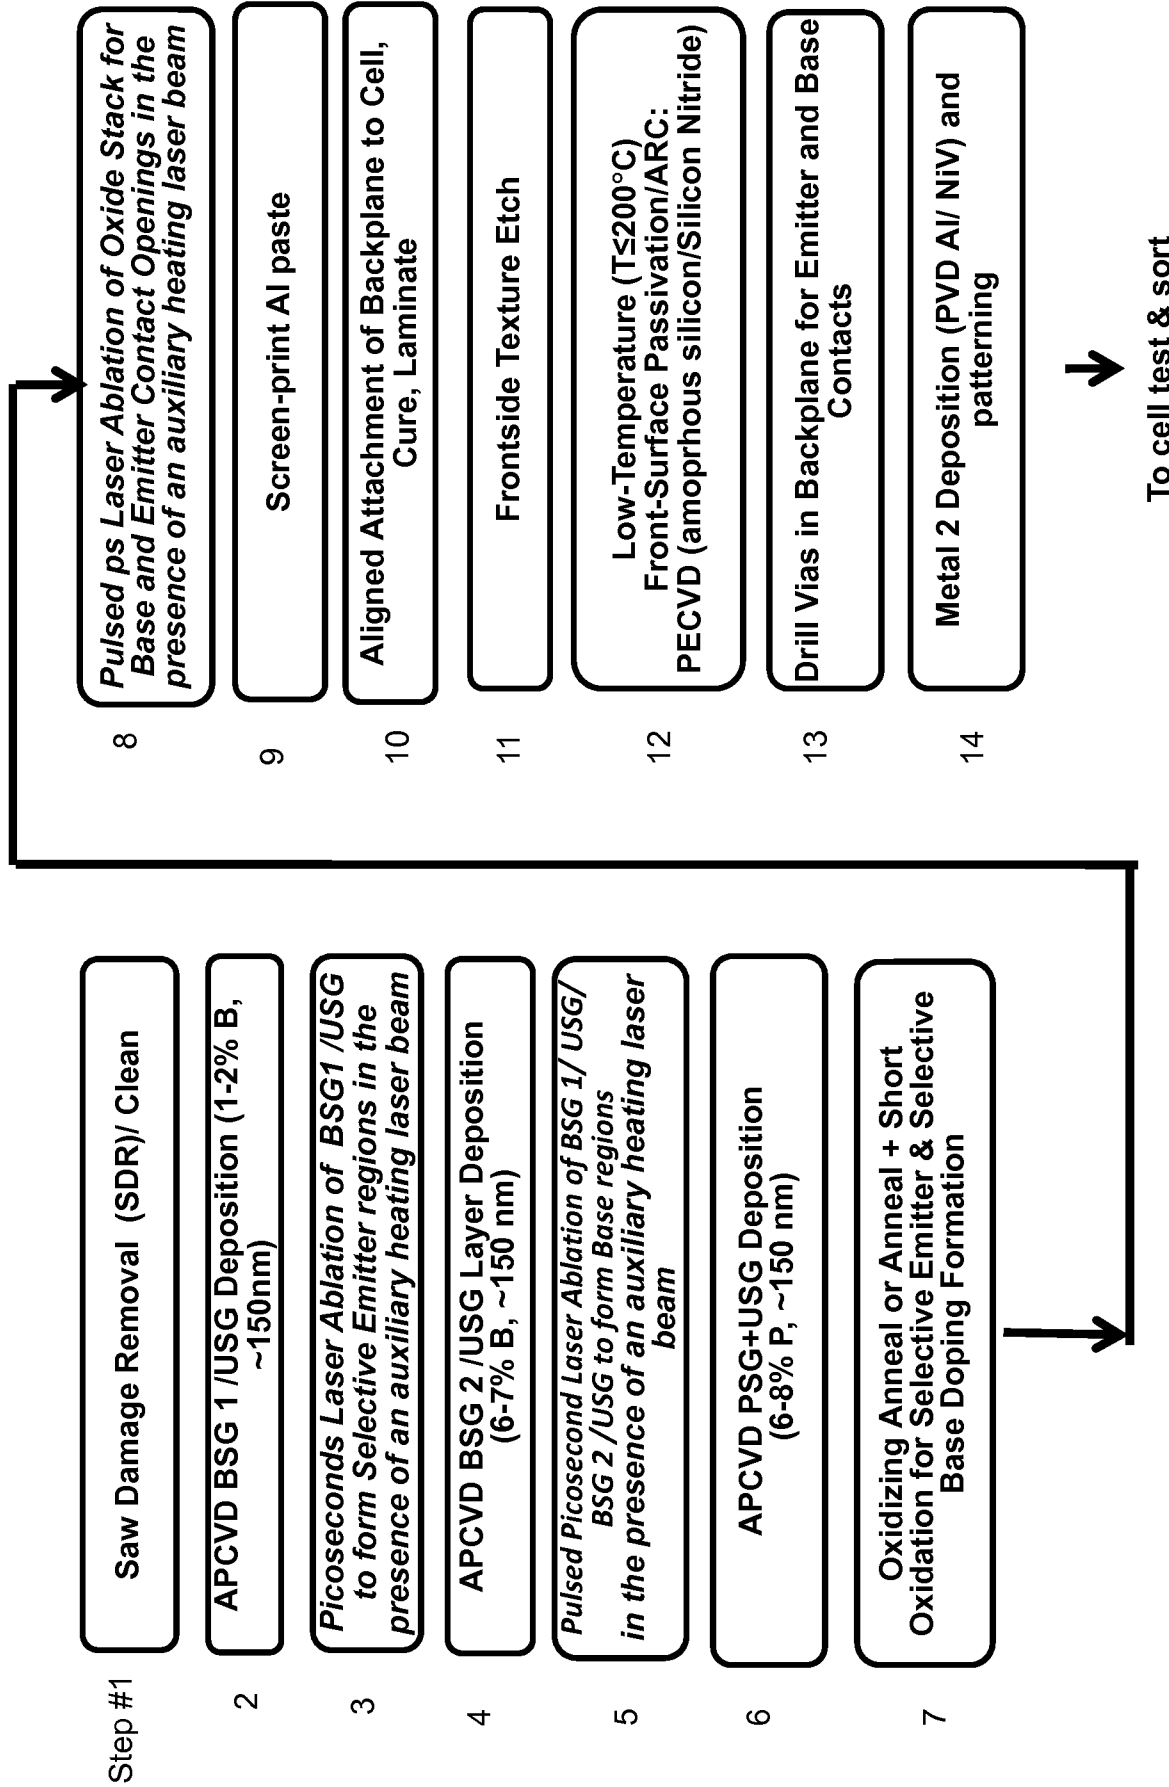 Step #1
Saw Damage Removal (SDR)/ Clean
2
APCVD BSG 1 /USG Deposition (1-2% B,
~150nm)
3
Picoseconds Laser Ablation of BSG1 /USG
to form Selective Emitter regions in the
presence of an auxiliary heating laser beam
4
APCVD BSG 2 /USG Layer Deposition
(6-7% B, ~150 nm)
5
Pulsed Picosecond Laser Ablation of BSG 1/ USG/
BSG 2 /USG to form Base regions
in the presence of an auxiliary heating laser
beam
6
APCVD PSG+USG Deposition
(6-8% P, ~150 nm)
7
Oxidizing Anneal or Anneal + Short
Oxidation for Selective Emitter & Selective
Base Doping Formation
8
Pulsed ps Laser Ablation of Oxide Stack for
Base and Emitter Contact Openings in the
presence of an auxiliary heating laser beam
9
Screen-print Al paste
10
Aligned Attachment of Backplane to Cell,
Cure, Laminate
11
Frontside Texture Etch
12
Low-Temperature (T≤200°C)
Front-Surface Passivation/ARC:
PECVD (amoprhous silicon/Silicon Nitride)
13
Drill Vias in Backplane for Emitter and Base
Contacts
14
Metal 2 Deposition (PVD Al/ NiV) and
patterning
To cell test & sort